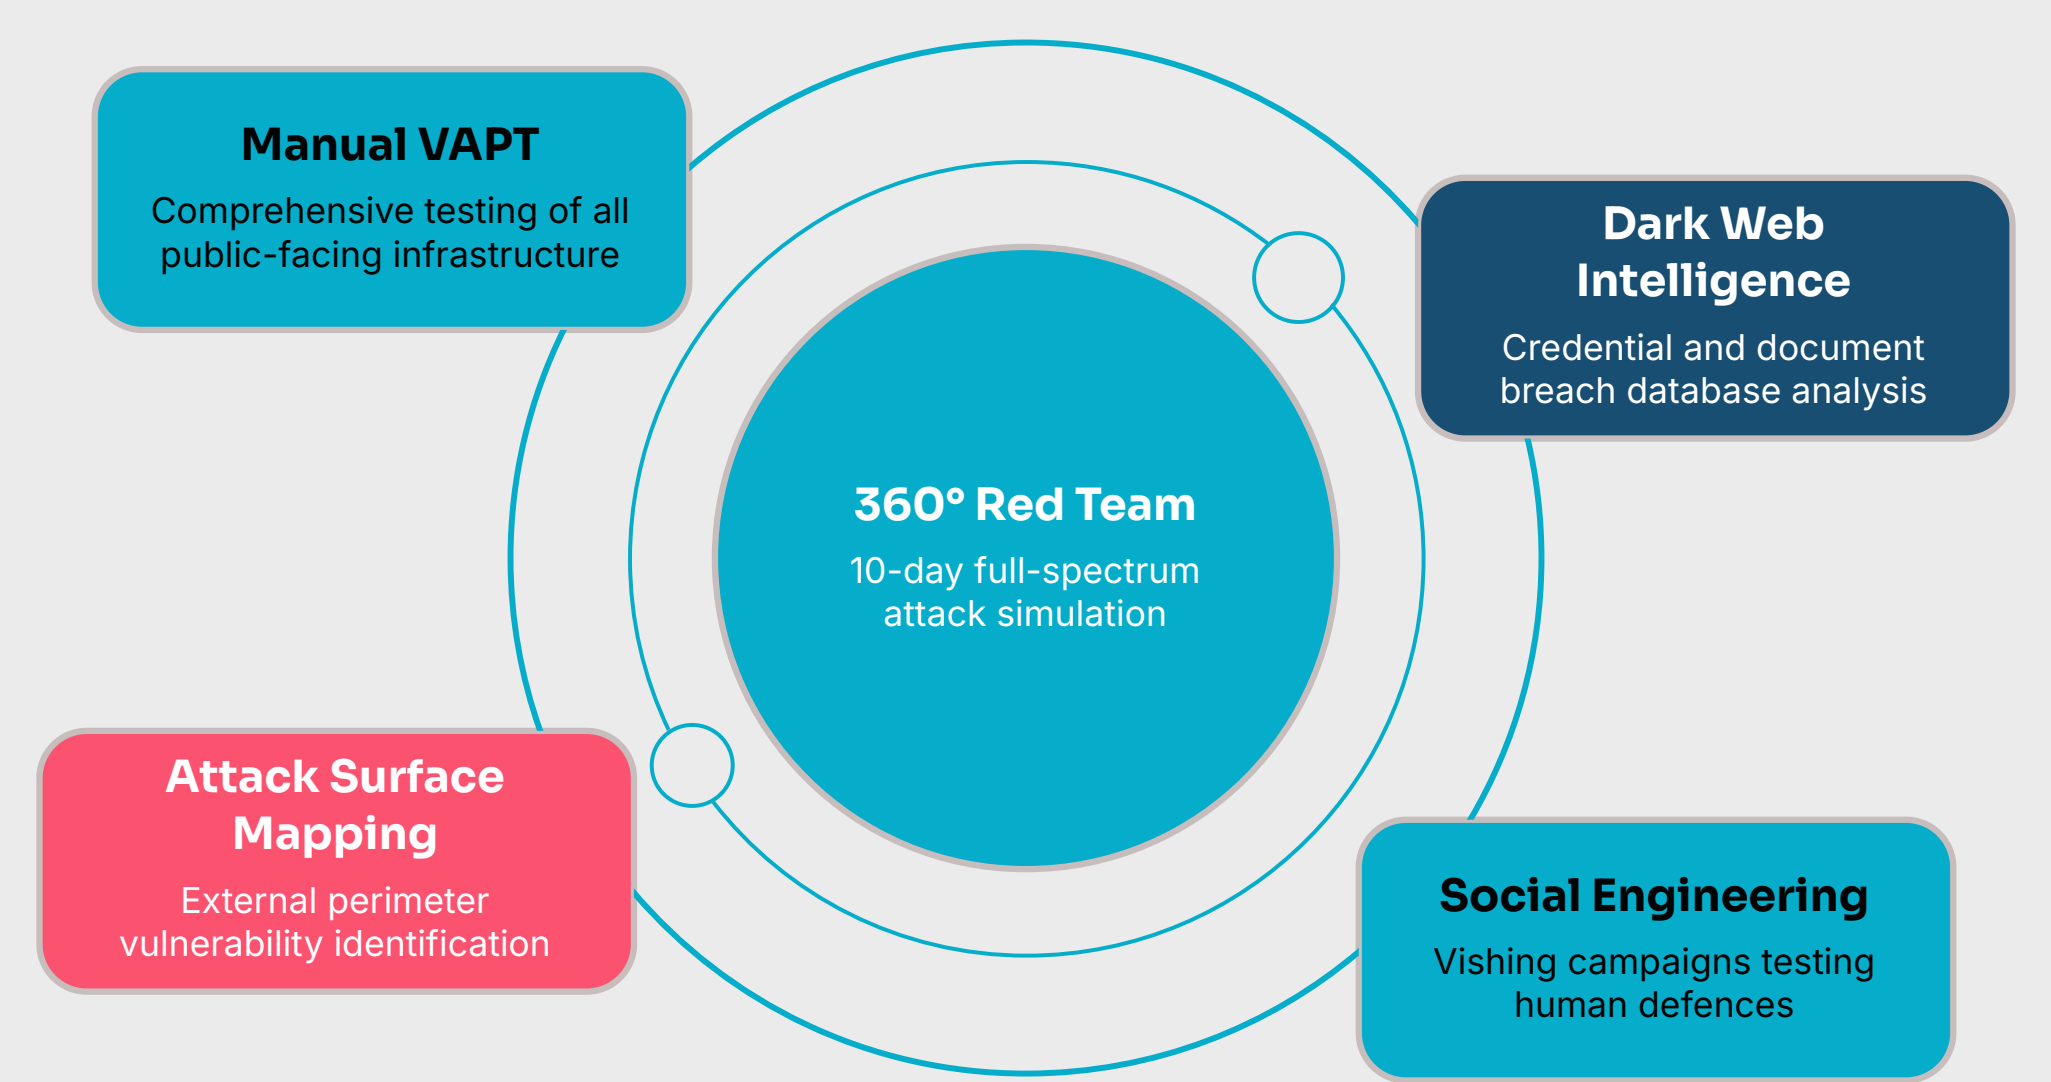 Manual VAPT
Comprehensive testing of all
public-facing infrastructure
Dark Web
Intelligence
Credential and document
breach database analysis
360° Red Team
10-day full-spectrum
attack simulation
Attack Surface
Mapping
External perimeter
vulnerability identification
Social Engineering
Vishing campaigns testing
human defences